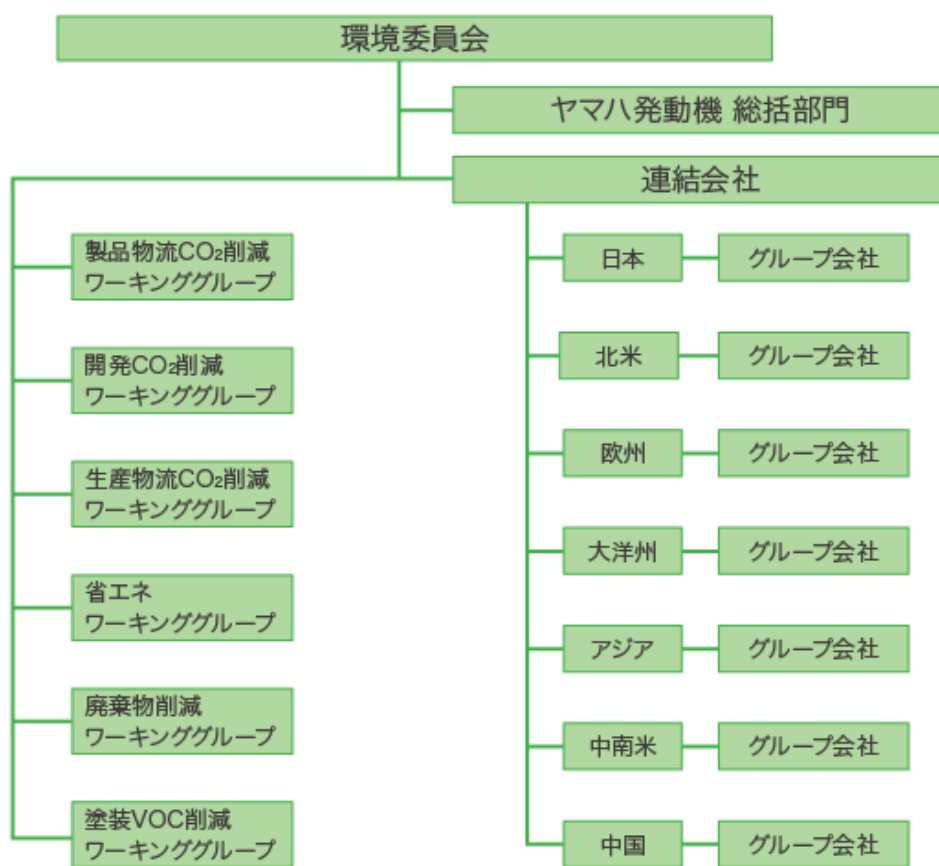 環境委員会
ヤマハ発動機 総括部門
連結会社
製品物流CO₂削減
ワーキンググループ
開発CO₂削減
ワーキンググループ
生産物流CO₂削減
ワーキンググループ
省エネ
ワーキンググループ
廃棄物削減
ワーキンググループ
塗装VOC削減
ワーキンググループ
日本
グループ会社
北米
グループ会社
欧州
グループ会社
大洋州
グループ会社
アジア
グループ会社
中南米
グループ会社
中国
グループ会社